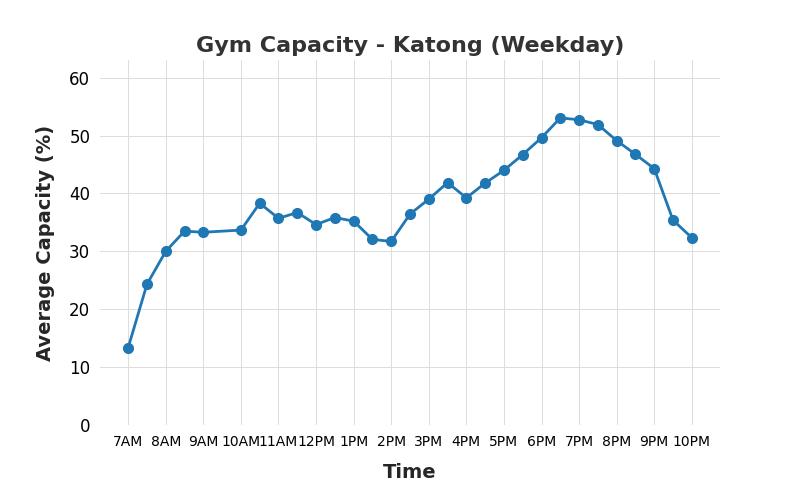 Gym Capacity - Katong (Weekday)
Average Capacity (%)
60
50
40
30
20
10
0
7AM 8AM 9AM 10AM 11AM 12PM 1PM 2PM 3PM 4PM 5PM 6PM 7PM 8PM 9PM 10PM
Time